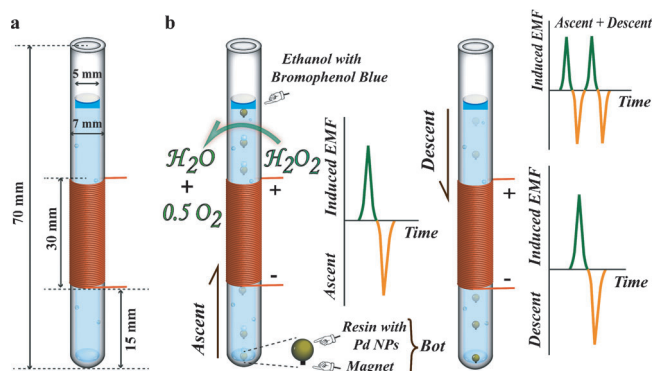 a
70 mm
5 mm
7 mm
30 mm
15 mm
b
Ethanol with
Bromophenol Blue
H₂O
+
0.5 O₂
H₂O₂
+
-
Ascent
Induced EMF
Time
Ascent
Resin with
Pd NPs
Magnet
Bot
Descent
+
-
Ascent + Descent
Induced EMF
Time
Induced EMF
Time
Descent